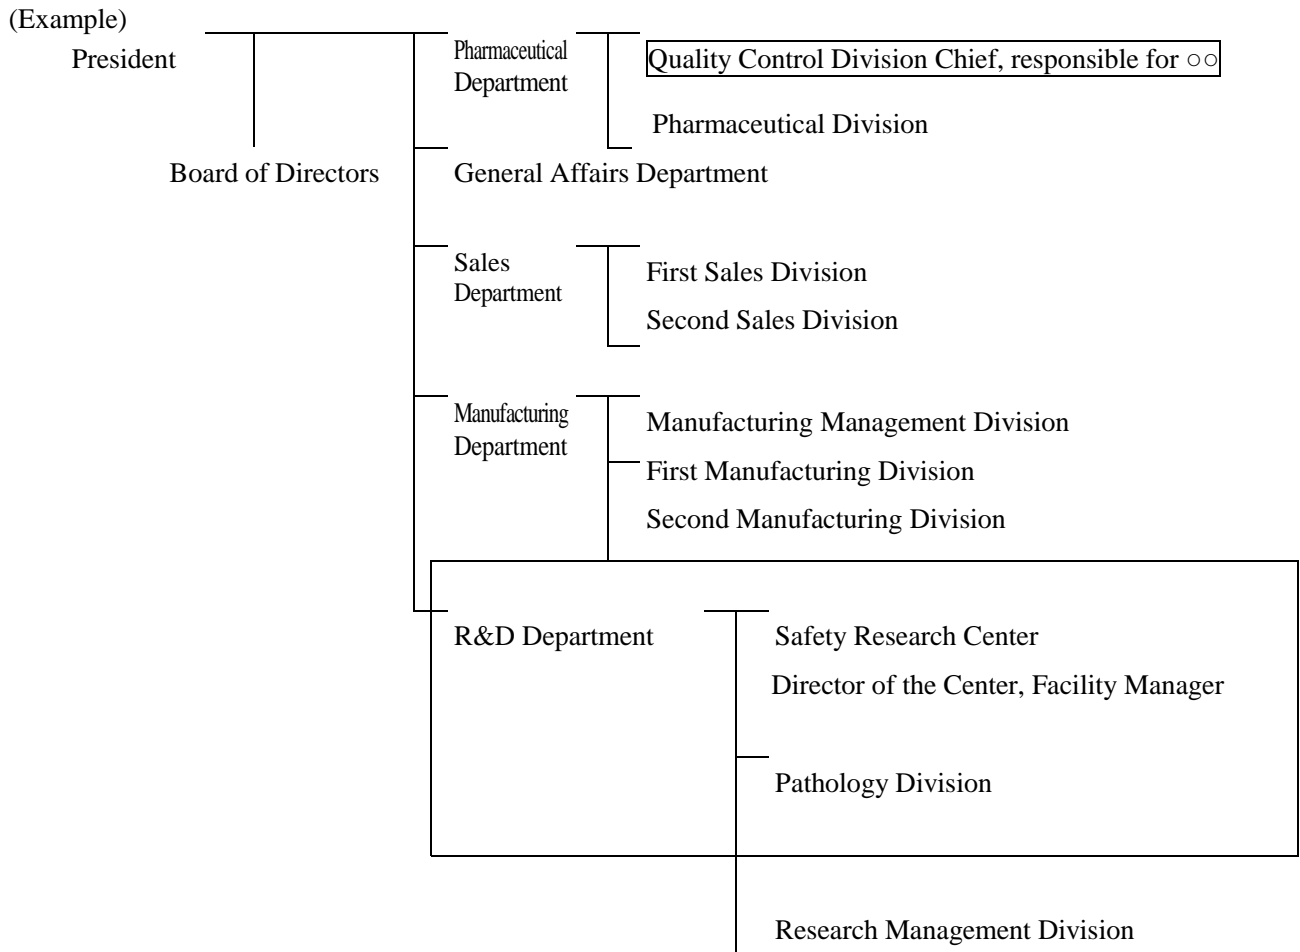 (Example)
President
Pharmaceutical
Department
Quality Control Division Chief, responsible for ○○
Pharmaceutical Division
Board of Directors
General Affairs Department
Sales
Department
First Sales Division
Second Sales Division
Manufacturing
Department
Manufacturing Management Division
First Manufacturing Division
Second Manufacturing Division
R&D Department
Safety Research Center
Director of the Center, Facility Manager
Pathology Division
Research Management Division